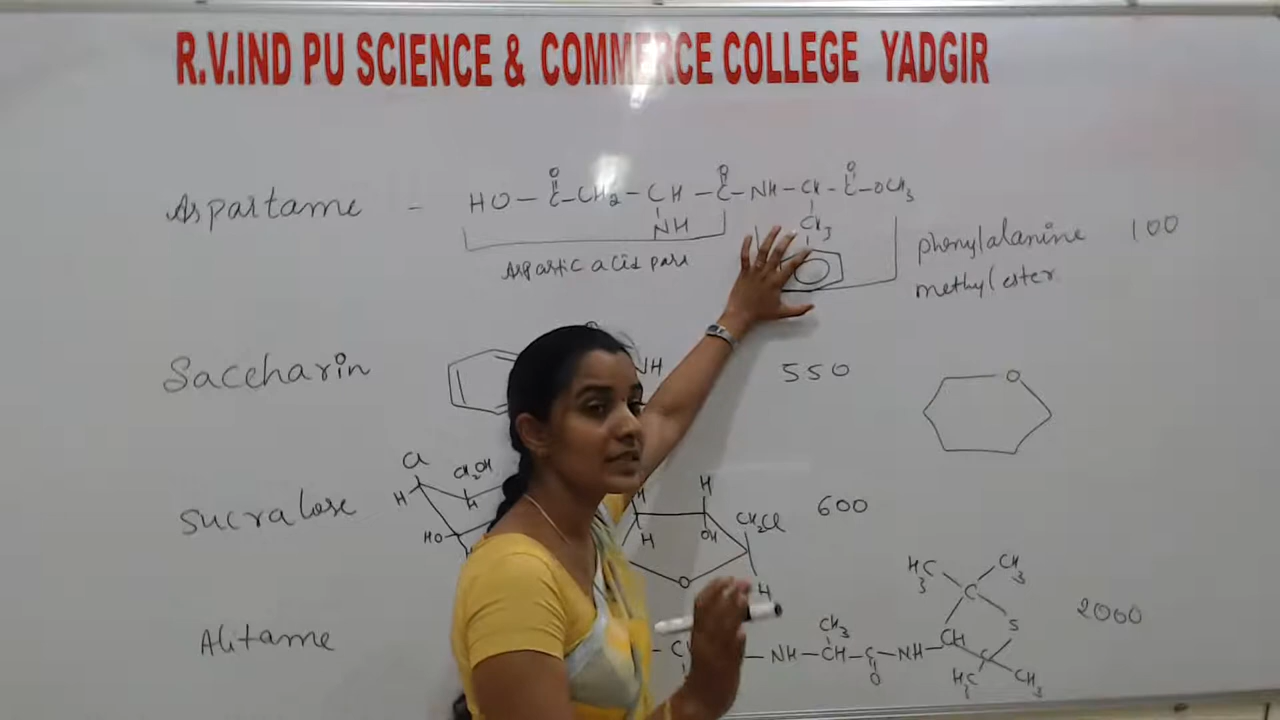 R.V.IND PU SCIENCE & COMMERCE COLLEGE YADGIR
Aspartame - HO - C - CH2 - CH - C - NH - CH - C - OCH3
O O O
NH CH3
Aspartic acid part
phenylalanine 100
methyl ester
Saccharin NH 550
O
Sucralose 600
Cl CH2OH H H CH2Cl
H H H OH
HO O H
Alitame 2000
H3C CH3
C
S
CH3
C NH - CH - C - NH - CH C
O H3C CH3